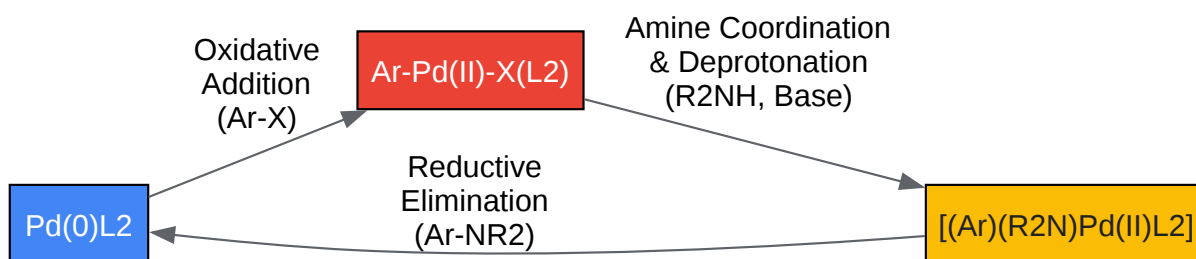 Oxidative
Addition
(Ar-X)
Ar-Pd(II)-X(L2)
Amine Coordination
& Deprotonation
(R2NH, Base)
Reductive
Elimination
(Ar-NR2)
Pd(0)L2
[(Ar)(R2N)Pd(II)L2]